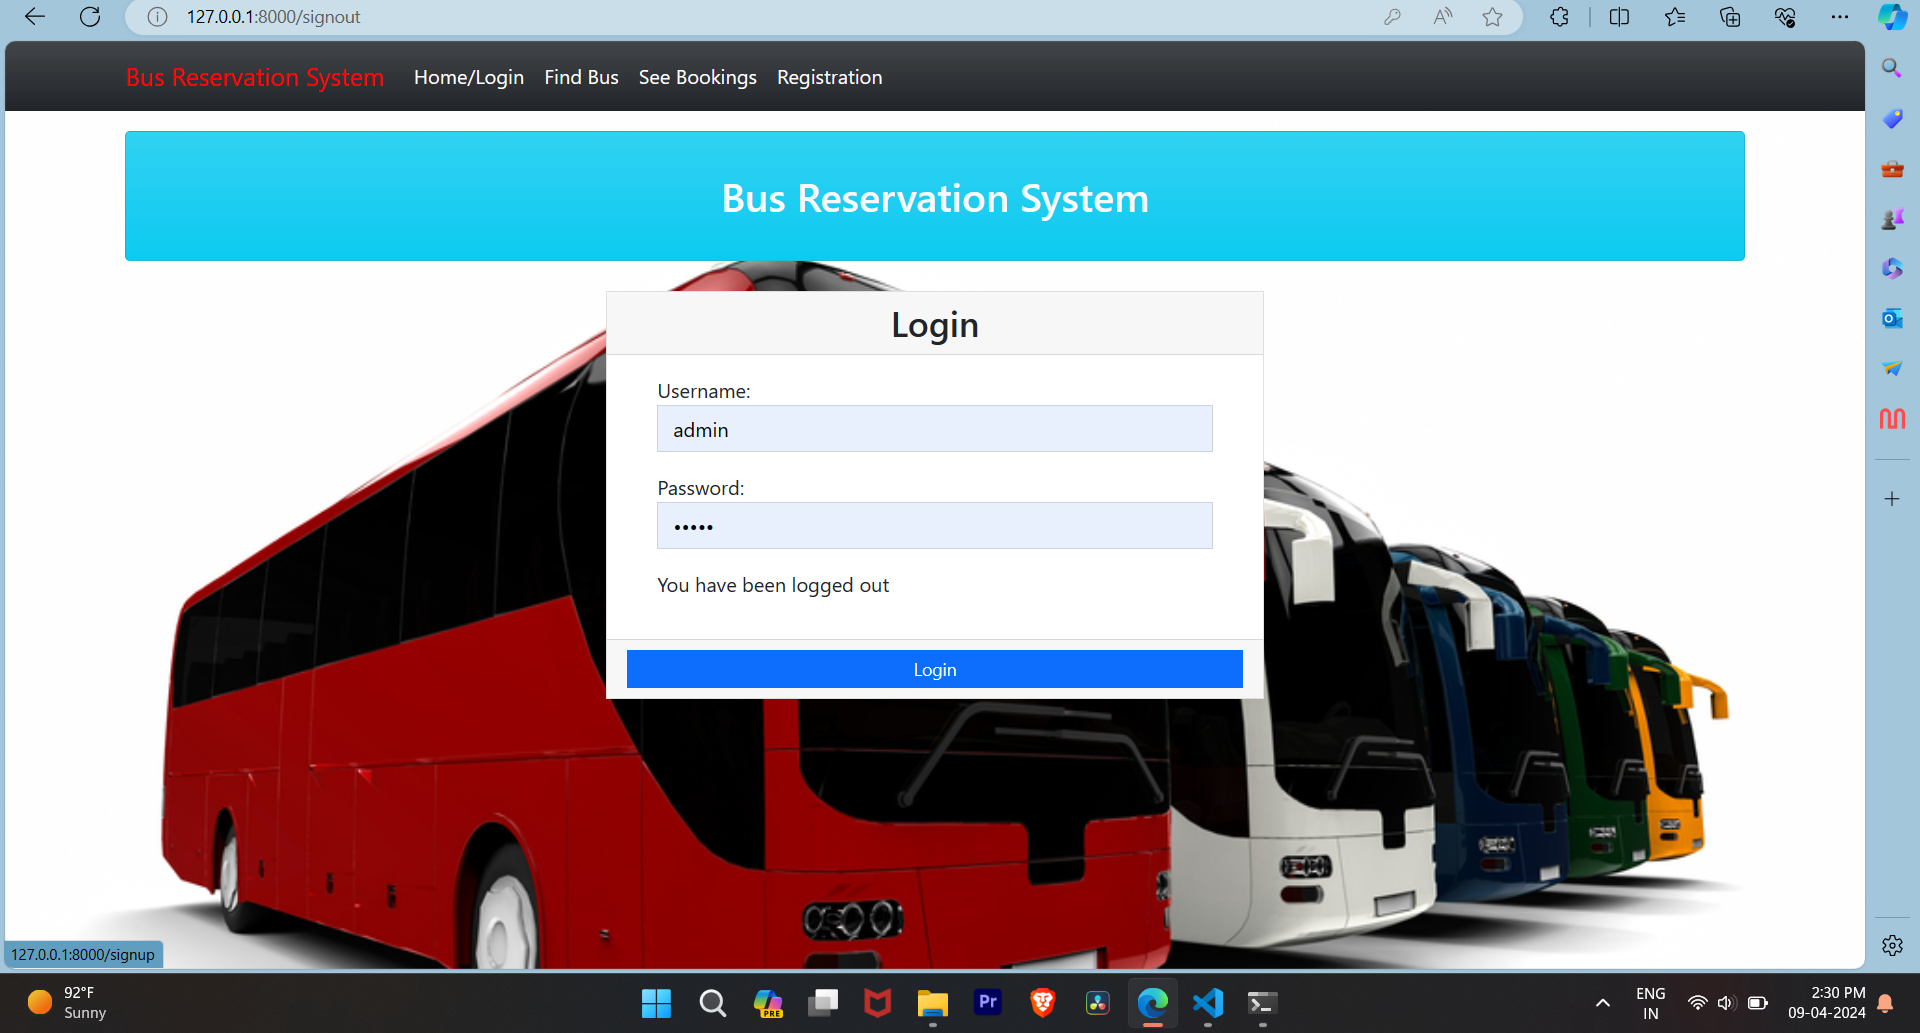 127.0.0.1:8000/signout
Bus Reservation System Home/Login Find Bus See Bookings Registration
Bus Reservation System
Login
Username:
admin
Password:
•••••
You have been logged out
Login
127.0.0.1:8000/signup
92°F
Sunny
PRE
Pr
ENG
IN
2:30 PM
09-04-2024